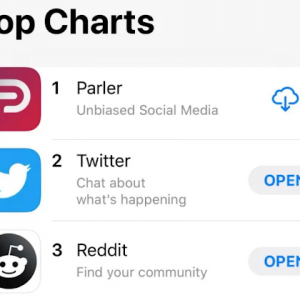 op Charts
1 Parler
Unbiased Social Media
2 Twitter
Chat about
what's happening
OPEN
3 Reddit
Find your community
OPEN